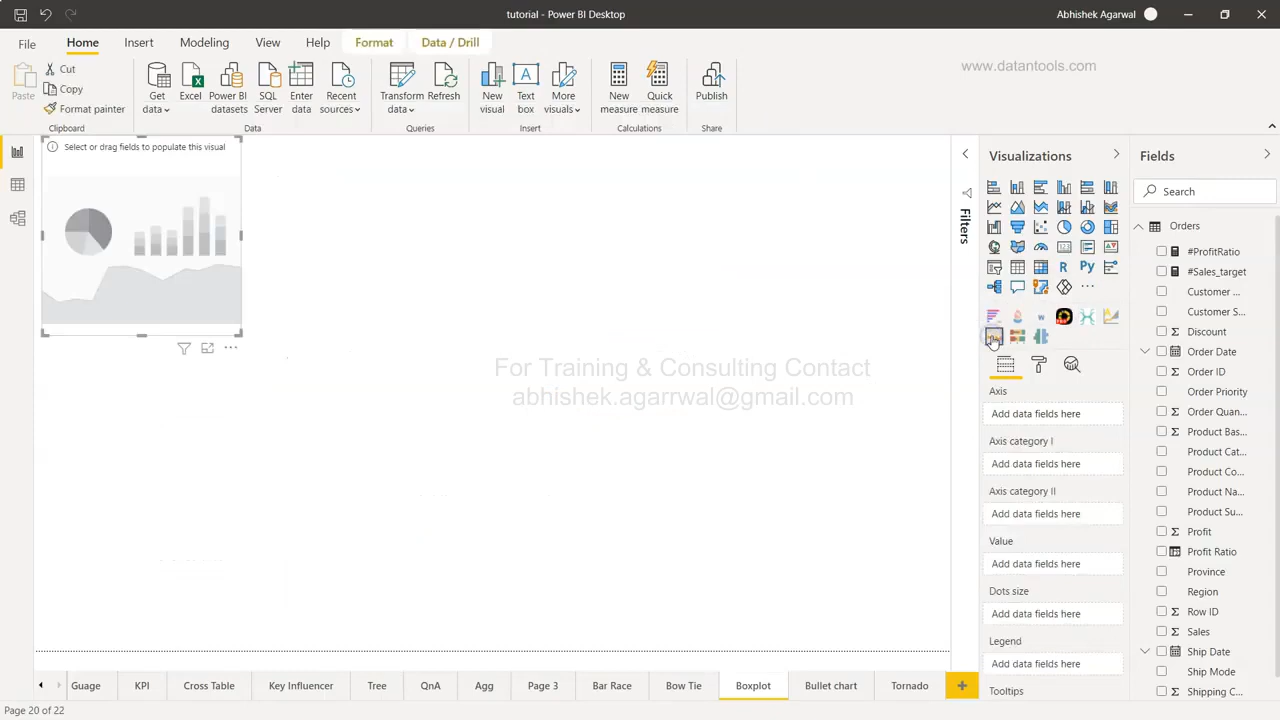 tutorial - Power BI Desktop
Abhishek Agarwal
File
Home
Insert
Modeling
View
Help
Format
Data / Drill
www.datantools.com
Paste
Cut
Copy
Format painter
Clipboard
Get data
Excel
Power BI datasets
SQL Server
Enter data
Recent sources
Data
Transform data
Refresh
Queries
New visual
Text box
More visuals
Insert
New measure
Quick measure
Calculations
Publish
Share
Select or drag fields to populate this visual
For Training & Consulting Contact
abhishek.agarrwal@gmail.com
Filters
Visualizations
R
Py
Axis
Add data fields here
Axis category I
Add data fields here
Axis category II
Add data fields here
Value
Add data fields here
Dots size
Add data fields here
Legend
Add data fields here
Tooltips
Fields
Search
Orders
#ProfitRatio
#Sales_target
Customer ...
Customer S...
Discount
Order Date
Order ID
Order Priority
Order Quan...
Product Bas...
Product Cat...
Product Co...
Product Na...
Product Su...
Profit
Profit Ratio
Province
Region
Row ID
Sales
Ship Date
Ship Mode
Shipping C...
Guage
KPI
Cross Table
Key Influencer
Tree
QnA
Agg
Page 3
Bar Race
Bow Tie
Boxplot
Bullet chart
Tornado
Page 20 of 22